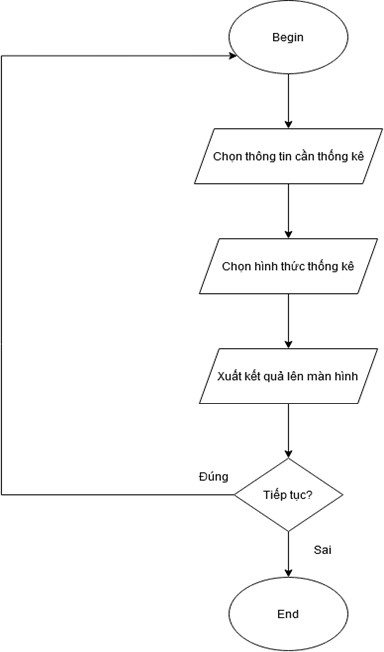 Begin
Chọn thông tin cần thống kê
Chọn hình thức thống kê
Xuất kết quả lên màn hình
Đúng
Tiếp tục?
Sai
End